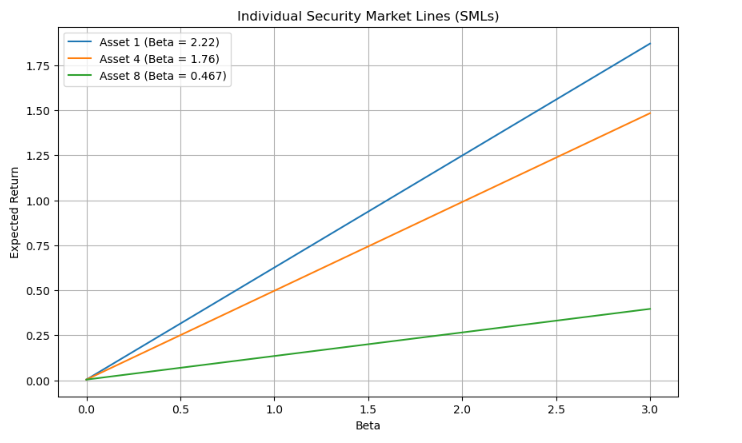 Individual Security Market Lines (SMLs)
Asset 1 (Beta = 2.22)
Asset 4 (Beta = 1.76)
Asset 8 (Beta = 0.467)
1.75
1.50
1.25
1.00
0.75
0.50
0.25
0.00
Expected Return
0.0 0.5 1.0 1.5 2.0 2.5 3.0
Beta